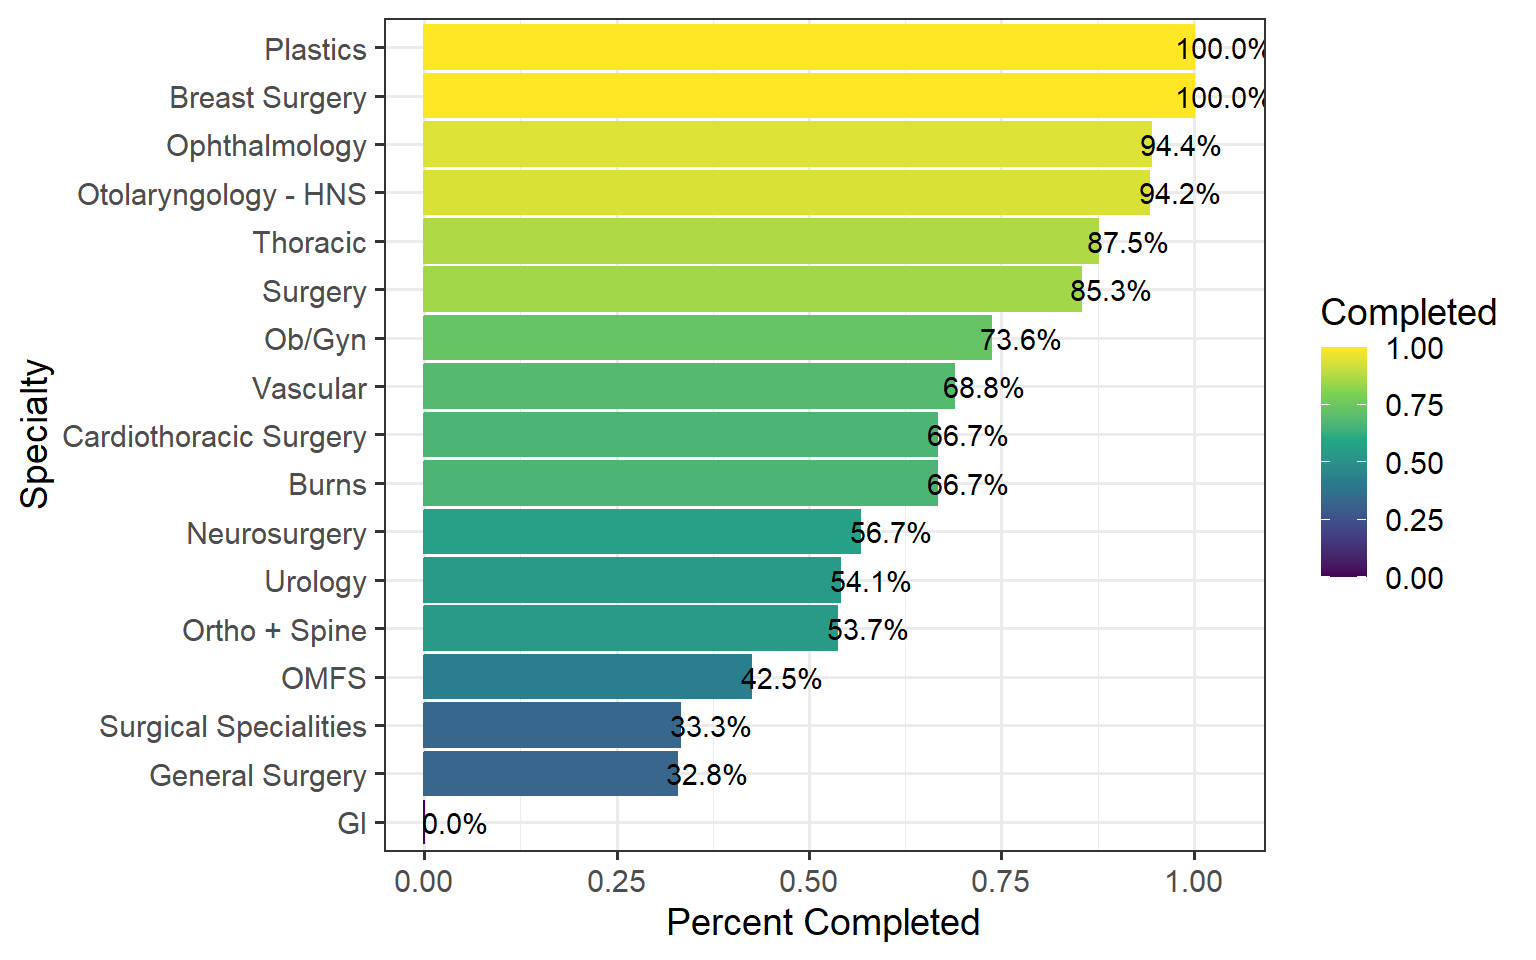 Plastics 100.0%
Breast Surgery 100.0%
Ophthalmology 94.4%
Otolaryngology - HNS 94.2%
Thoracic 87.5%
Surgery 85.3%
Ob/Gyn 73.6%
Vascular 68.8%
Cardiothoracic Surgery 66.7%
Burns 66.7%
Neurosurgery 56.7%
Urology 54.1%
Ortho + Spine 53.7%
OMFS 42.5%
Surgical Specialities 33.3%
General Surgery 32.8%
GI 0.0%
0.00 0.25 0.50 0.75 1.00
Percent Completed
Specialty
Completed
1.00
0.75
0.50
0.25
0.00